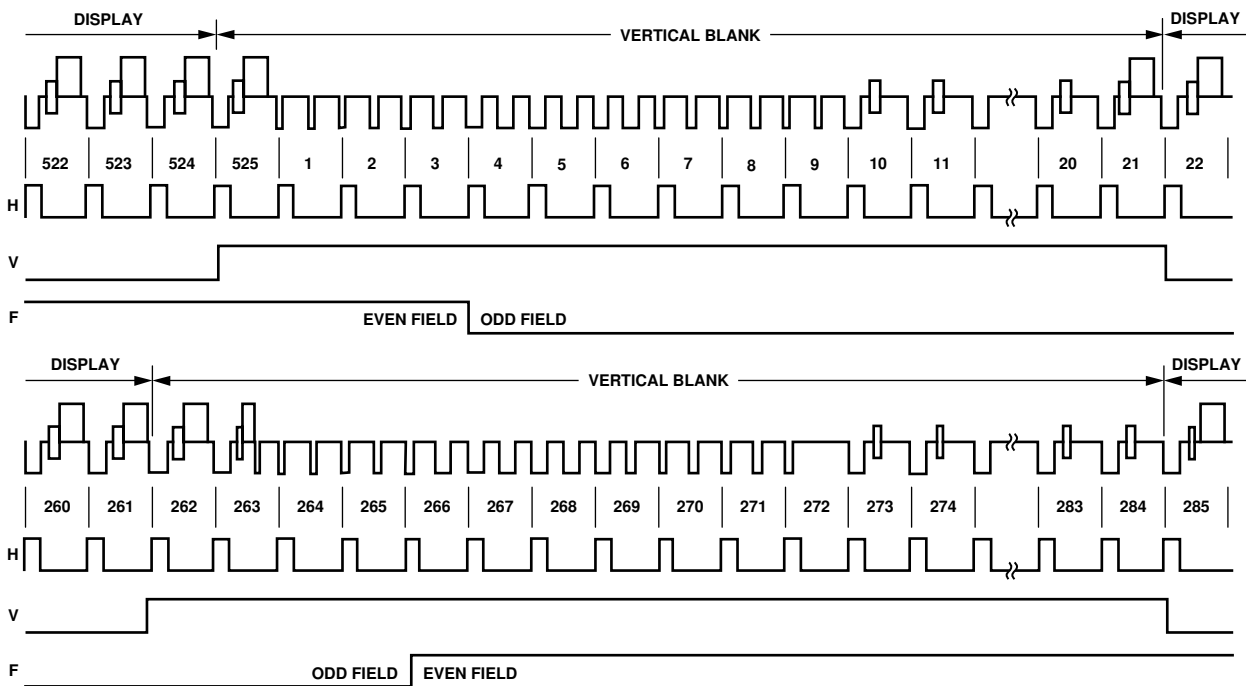 DISPLAY VERTICAL BLANK DISPLAY
522 523 524 525 1 2 3 4 5 6 7 8 9 10 11 20 21 22
H
V
F EVEN FIELD ODD FIELD
DISPLAY VERTICAL BLANK DISPLAY
260 261 262 263 264 265 266 267 268 269 270 271 272 273 274 283 284 285
H
V
F ODD FIELD EVEN FIELD